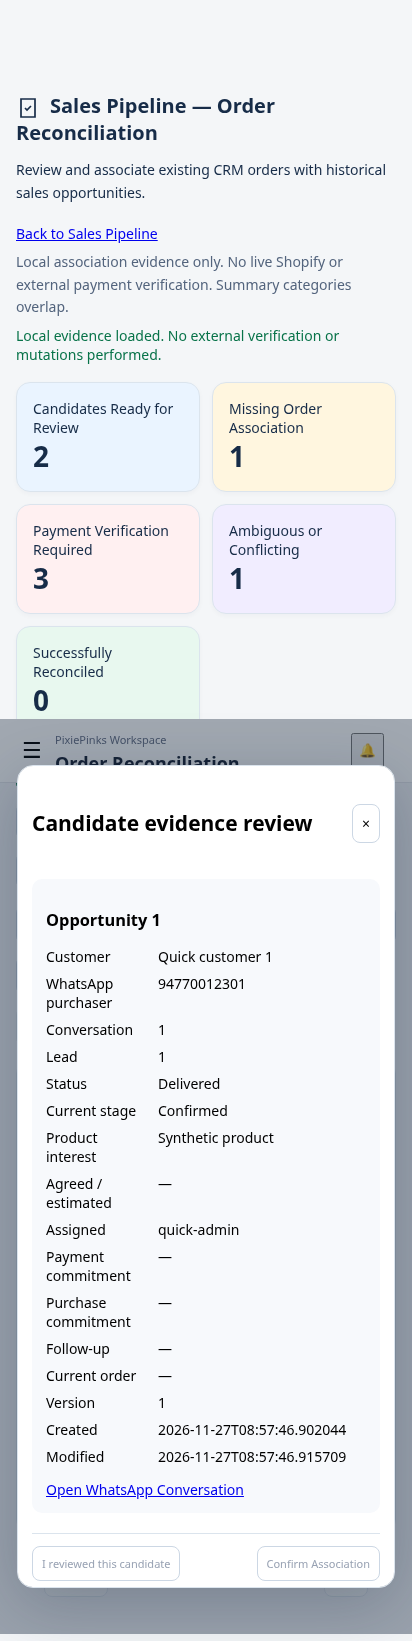 Sales Pipeline — Order
Reconciliation
Review and associate existing CRM orders with historical
sales opportunities.
Back to Sales Pipeline
Local association evidence only. No live Shopify or
external payment verification. Summary categories
overlap.
Local evidence loaded. No external verification or
mutations performed.
Candidates Ready for
Review
2
Missing Order
Association
1
Payment Verification
Required
3
Ambiguous or
Conflicting
1
Successfully
Reconciled
0
PixiePinks Workspace
Order Reconciliation
Candidate evidence review
×
Opportunity 1
Customer Quick customer 1
WhatsApp 94770012301
purchaser
Conversation 1
Lead 1
Status Delivered
Current stage Confirmed
Product Synthetic product
interest
Agreed / —
estimated
Assigned quick-admin
Payment —
commitment
Purchase —
commitment
Follow-up —
Current order —
Version 1
Created 2026-11-27T08:57:46.902044
Modified 2026-11-27T08:57:46.915709
Open WhatsApp Conversation
I reviewed this candidate
Confirm Association